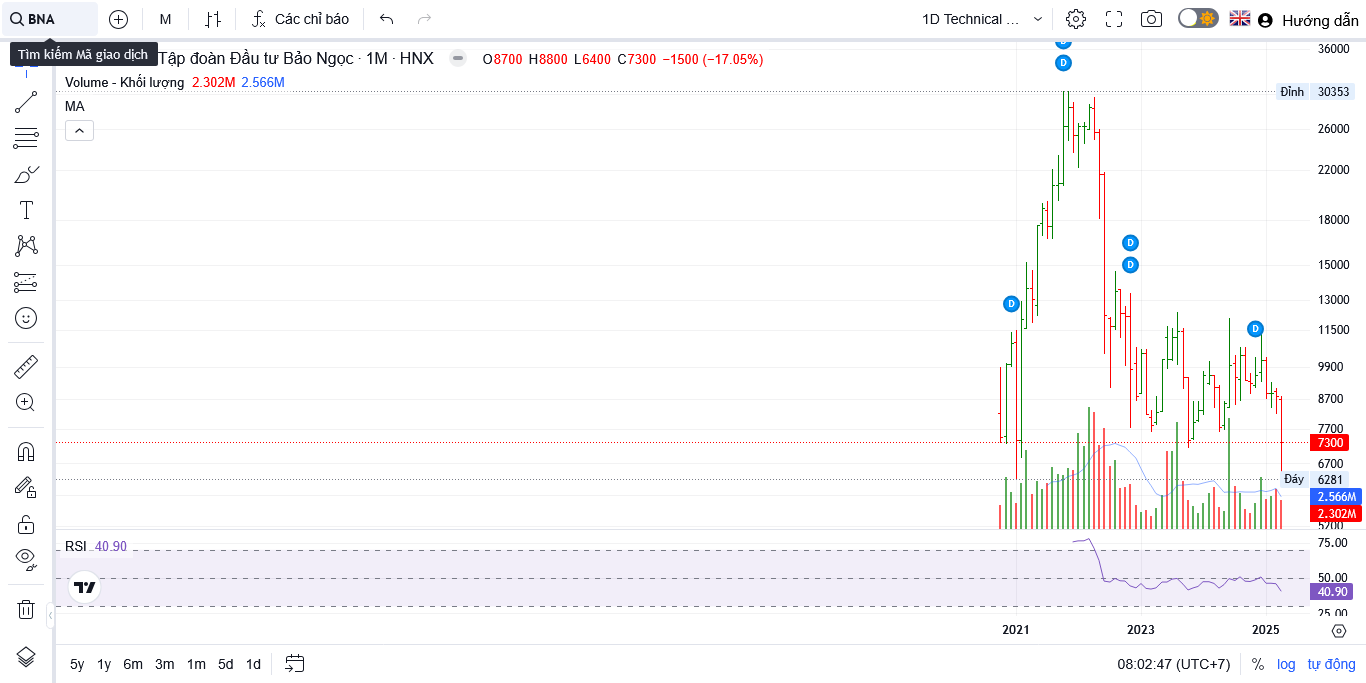 BNA
M
Các chỉ báo
1D Technical ...
Hướng dẫn
Tìm kiếm Mã giao dịch
Tập đoàn Đầu tư Bảo Ngọc · 1M · HNX
O8700 H8800 L6400 C7300 −1500 (−17.05%)
Volume - Khối lượng 2.302M 2.566M
MA
D
D
D
D
D
D
36000
Đỉnh 30353
26000
22000
18000
15000
13000
11500
9900
8700
7700
7300
6700
Đáy 6281
2.566M
2.302M
5200
RSI 40.90
75.00
50.00
40.90
25.00
2021
2023
2025
5y 1y 6m 3m 1m 5d 1d
08:02:47 (UTC+7)
% log tự động